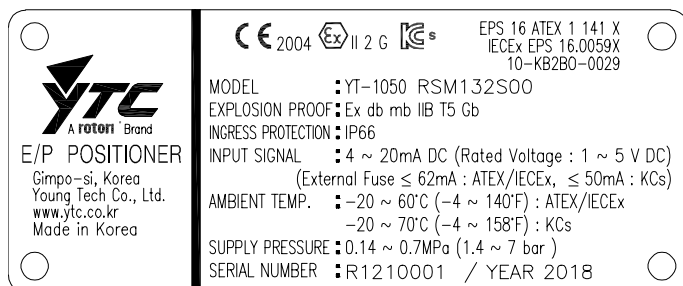 YTC
A rotork Brand
E/P POSITIONER
Gimpo-si, Korea
Young Tech Co., Ltd.
www.ytc.co.kr
Made in Korea
CE 2004 Ex II 2 G KCs
EPS 16 ATEX 1 141 X
IECEx EPS 16.0059X
10-KB2BO-0029
MODEL : YT-1050 RSM132S00
EXPLOSION PROOF : Ex db mb IIB T5 Gb
INGRESS PROTECTION : IP66
INPUT SIGNAL : 4 ~ 20mA DC (Rated Voltage : 1 ~ 5 V DC)
(External Fuse ≤ 62mA : ATEX/IECEx, ≤ 50mA : KCs)
AMBIENT TEMP. : -20 ~ 60°C (-4 ~ 140°F) : ATEX/IECEx
-20 ~ 70°C (-4 ~ 158°F) : KCs
SUPPLY PRESSURE : 0.14 ~ 0.7MPa (1.4 ~ 7 bar )
SERIAL NUMBER : R1210001 / YEAR 2018